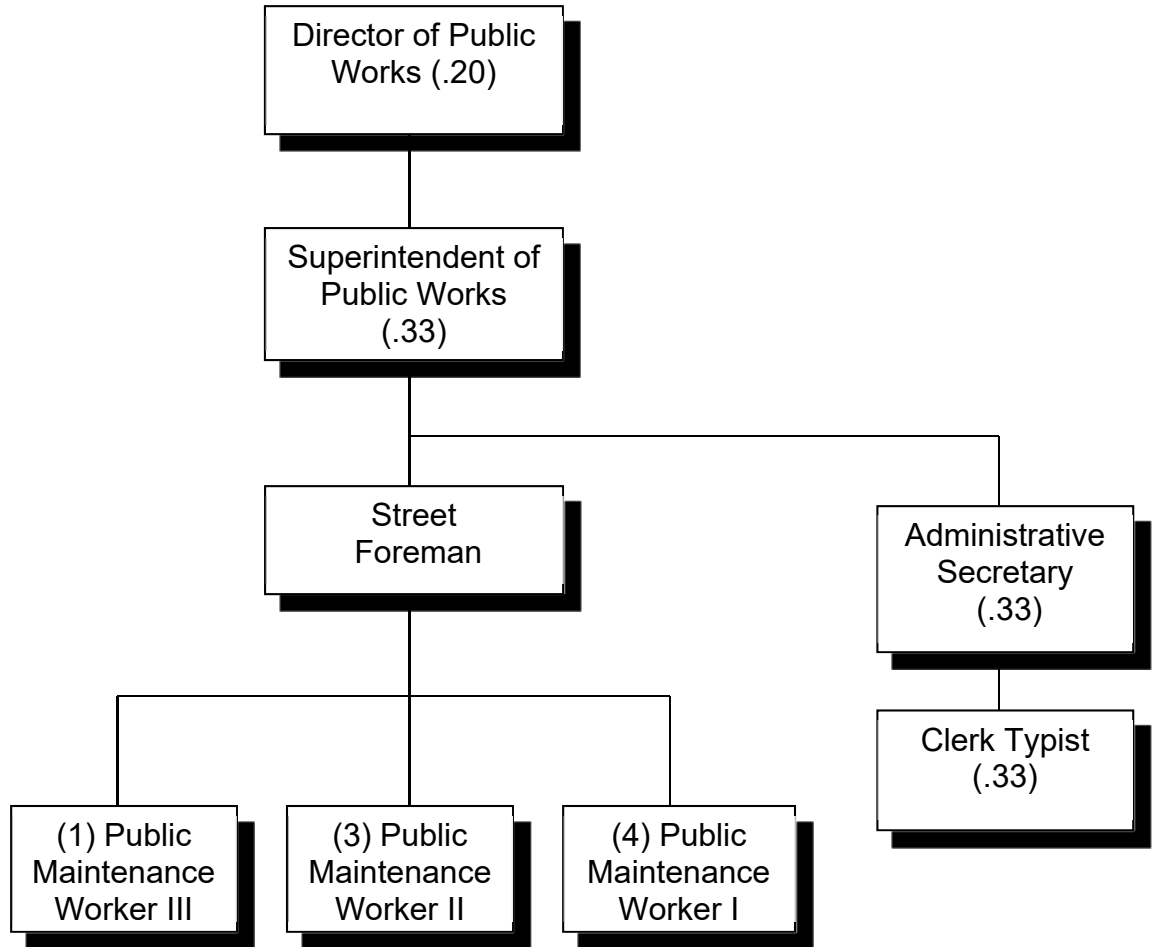 Director of Public
Works (.20)
Superintendent of
Public Works
(.33)
Street
Foreman
Administrative
Secretary
(.33)
Clerk Typist
(.33)
(1) Public
Maintenance
Worker III
(3) Public
Maintenance
Worker II
(4) Public
Maintenance
Worker I